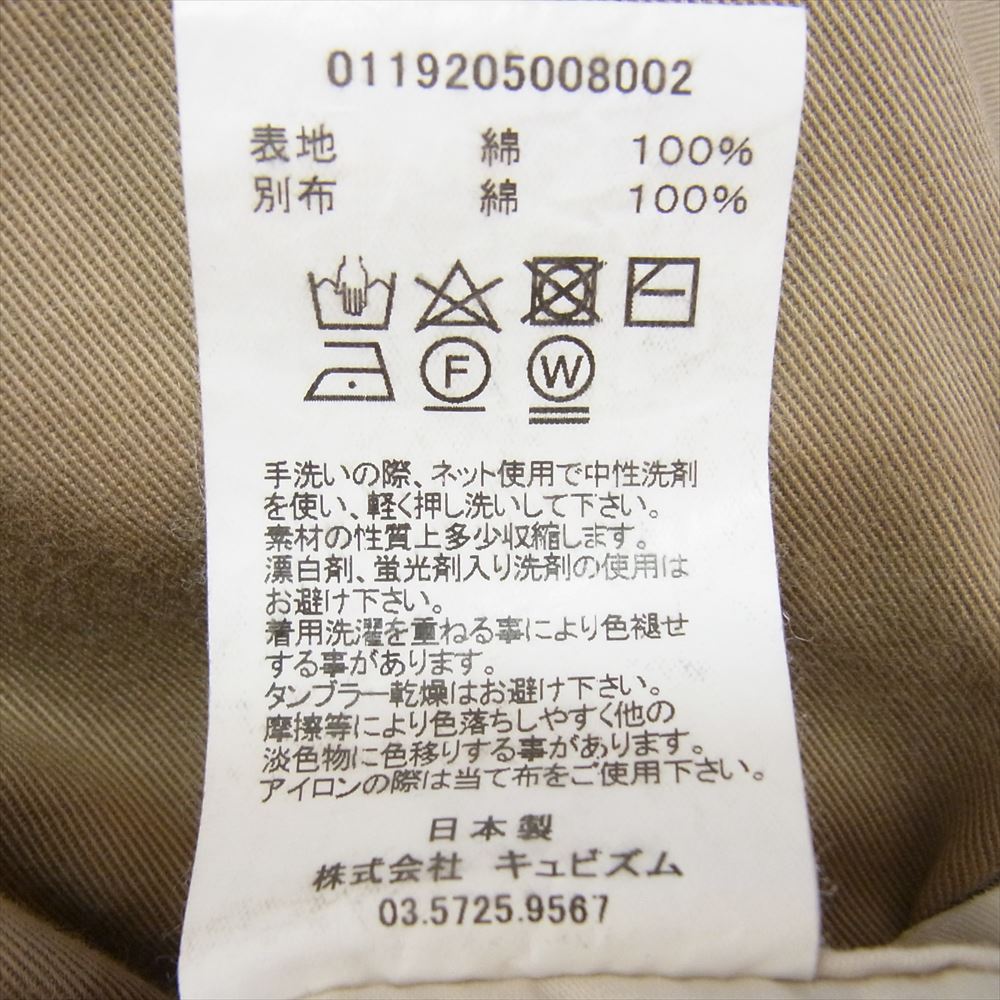 0119205008002
表地 綿 100%
別布 綿 100%
F W
手洗いの際、ネット使用で中性洗剤
を使い、軽く押し洗いして下さい。
素材の性質上多少収縮します。
漂白剤、蛍光剤入り洗剤の使用は
お避け下さい。
着用洗濯を重ねる事により色褪せ
する事があります。
タンブラー乾燥はお避け下さい。
摩擦等により色落ちしやすく他の
淡色物に色移りする事があります。
アイロンの際は当て布をご使用下さい。
日本製
株式会社 キュビズム
03.5725.9567